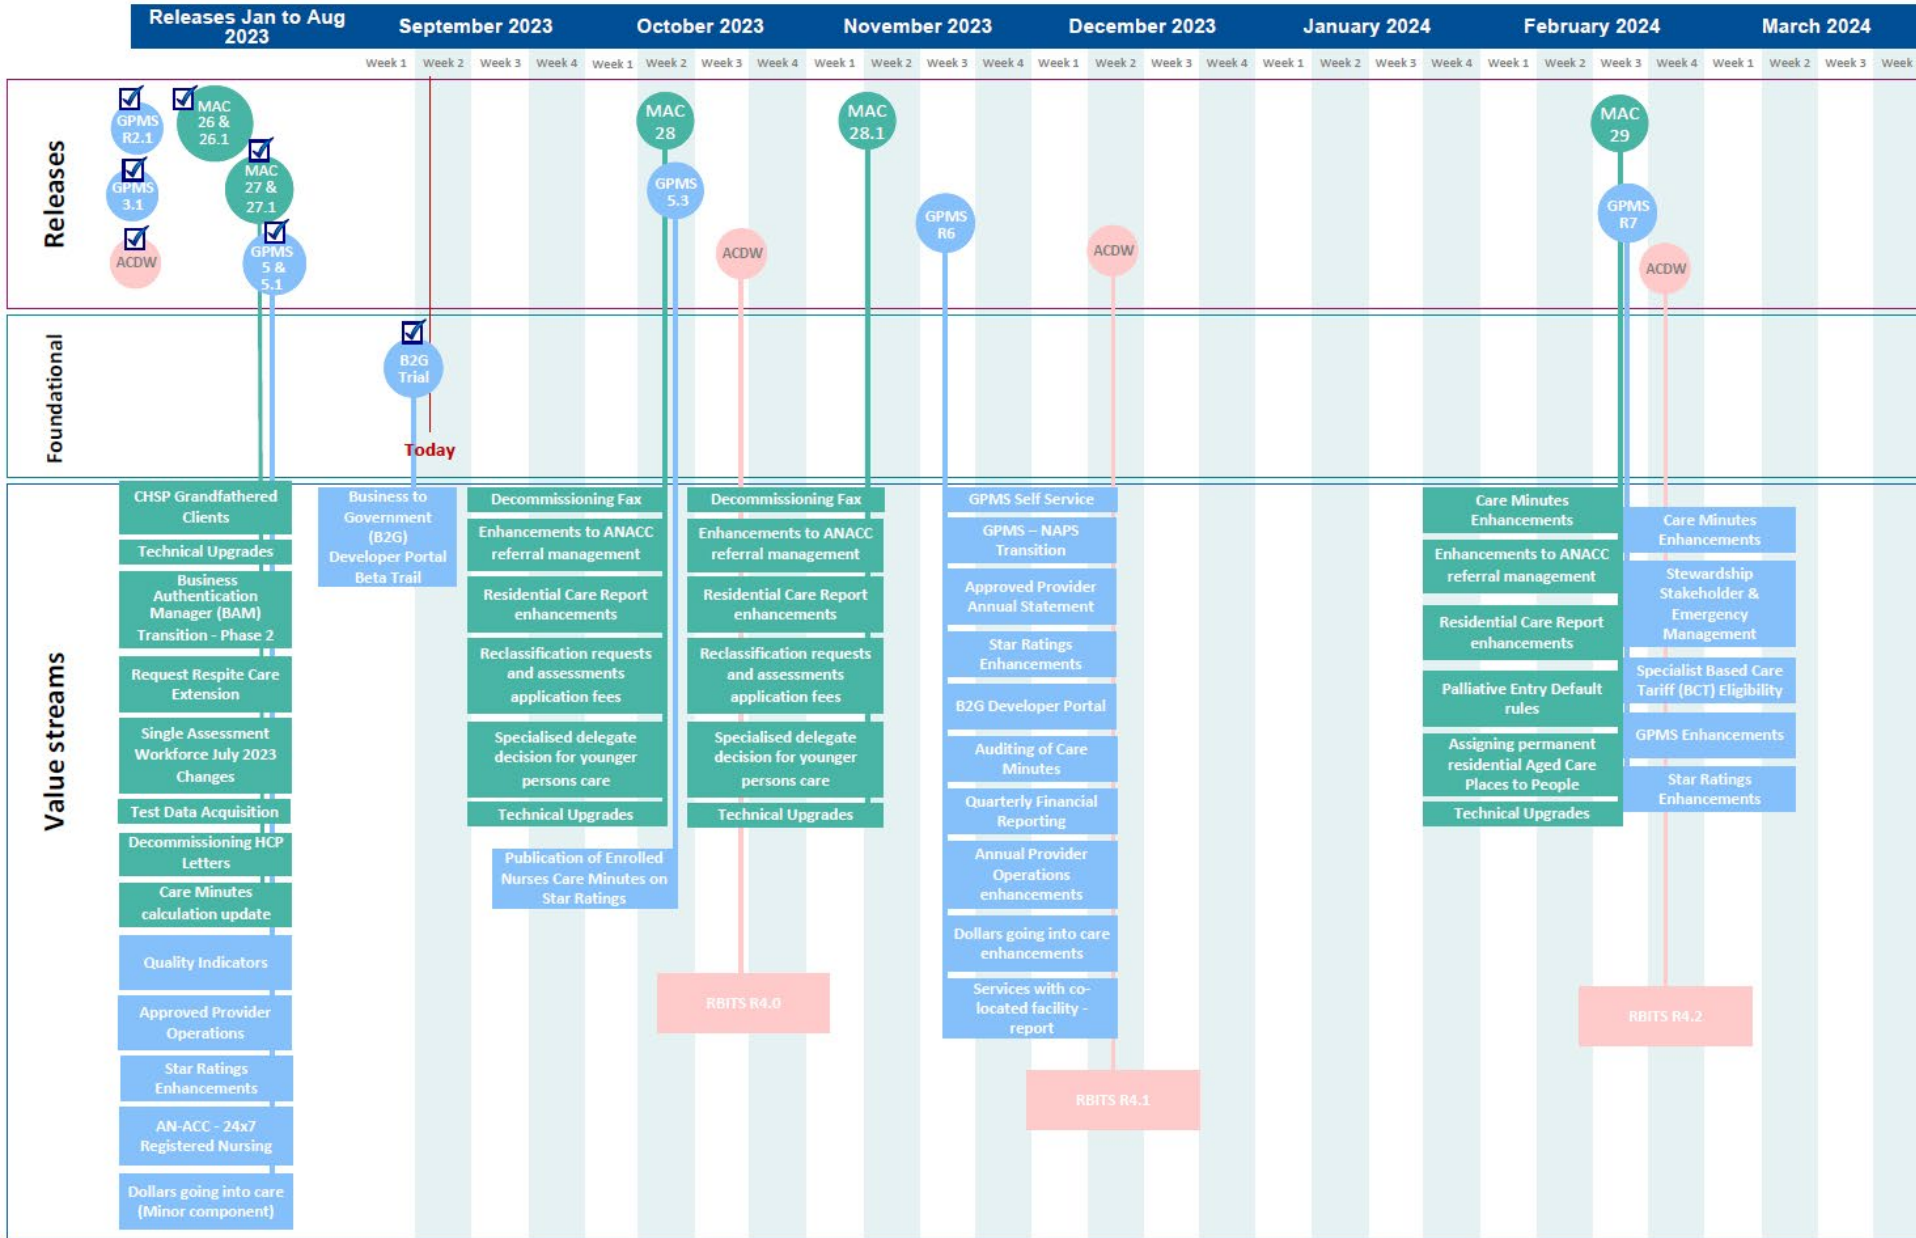 Releases Jan to Aug
2023
September 2023
October 2023
November 2023
December 2023
January 2024
February 2024
March 2024
Week 1
Week 2
Week 3
Week 4
Week 1
Week 2
Week 3
Week 4
Week 1
Week 2
Week 3
Week 4
Week 1
Week 2
Week 3
Week 4
Week 1
Week 2
Week 3
Week 4
Week 1
Week 2
Week 3
Week 4
Week 1
Week 2
Week 3
Week
Releases
GPMS
R2.1
MAC
26 &
26.1
GPMS
3.1
MAC
27 &
27.1
ACDW
GPMS
5 &
5.1
MAC
28
GPMS
5.3
ACDW
MAC
28.1
GPMS
R6
ACDW
MAC
29
GPMS
R7
ACDW
Foundational
B2G
Trial
Today
Value streams
CHSP Grandfathered
Clients
Technical Upgrades
Business
Authentication
Manager (BAM)
Transition - Phase 2
Request Respite Care
Extension
Single Assessment
Workforce July 2023
Changes
Test Data Acquisition
Decommissioning HCP
Letters
Care Minutes
calculation update
Quality Indicators
Approved Provider
Operations
Star Ratings
Enhancements
AN-ACC - 24x7
Registered Nursing
Dollars going into care
(Minor component)
Business to
Government
(B2G)
Developer Portal
Beta Trail
Decommissioning Fax
Enhancements to ANACC
referral management
Residential Care Report
enhancements
Reclassification requests
and assessments
application fees
Specialised delegate
decision for younger
persons care
Technical Upgrades
Publication of Enrolled
Nurses Care Minutes on
Star Ratings
Decommissioning Fax
Enhancements to ANACC
referral management
Residential Care Report
enhancements
Reclassification requests
and assessments
application fees
Specialised delegate
decision for younger
persons care
Technical Upgrades
RBITS R4.0
GPMS Self Service
GPMS – NAPS
Transition
Approved Provider
Annual Statement
Star Ratings
Enhancements
B2G Developer Portal
Auditing of Care
Minutes
Quarterly Financial
Reporting
Annual Provider
Operations
enhancements
Dollars going into care
enhancements
Services with co-
located facility -
report
RBITS R4.1
Care Minutes
Enhancements
Enhancements to ANACC
referral management
Residential Care Report
enhancements
Palliative Entry Default
rules
Assigning permanent
residential Aged Care
Places to People
Technical Upgrades
Care Minutes
Enhancements
Stewardship
Stakeholder &
Emergency
Management
Specialist Based Care
Tariff (BCT) Eligibility
GPMS Enhancements
Star Ratings
Enhancements
RBITS R4.2